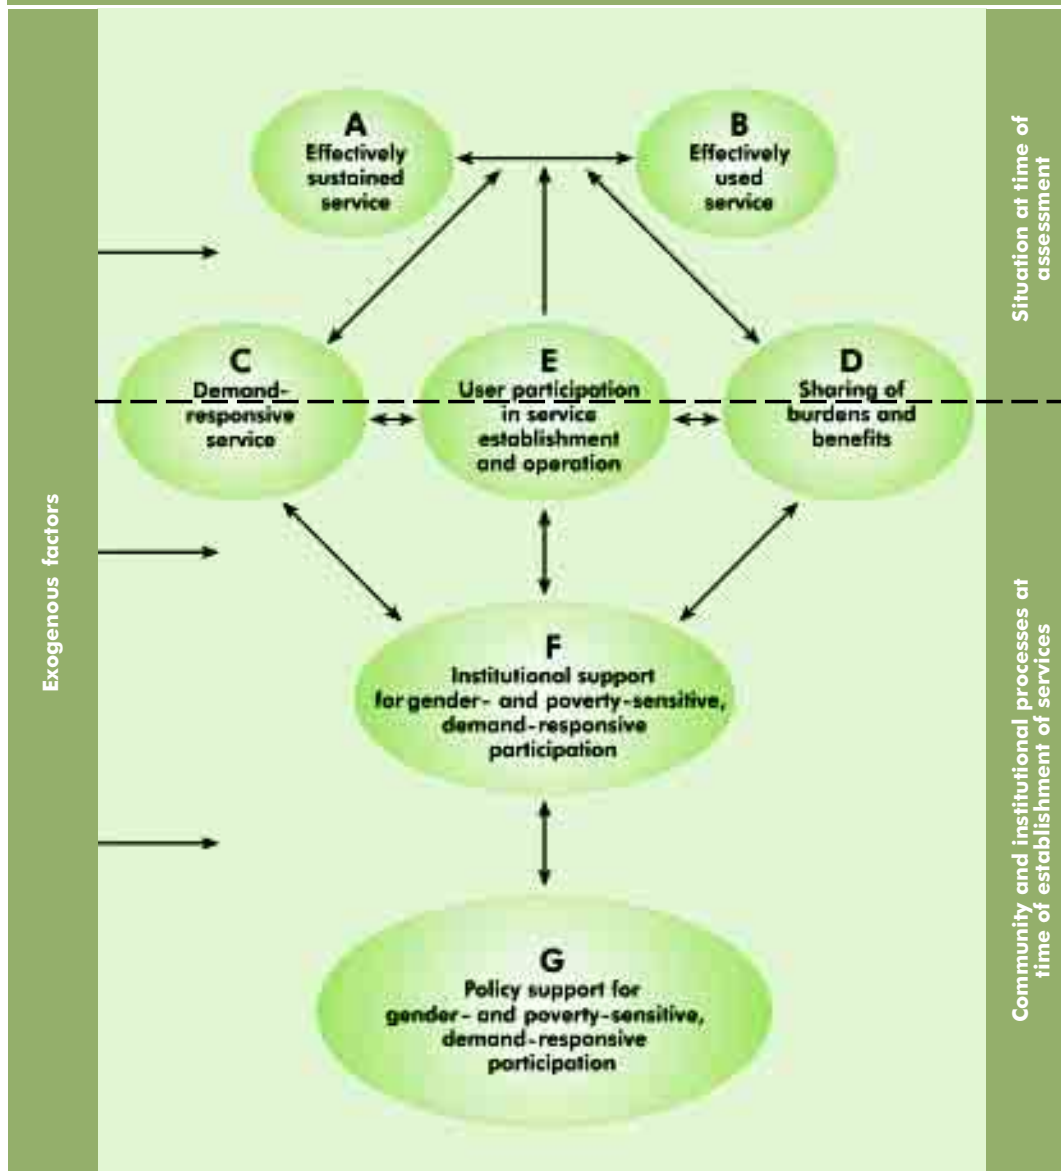 A
Effectively
sustained
service
B
Effectively
used
service
Situation at time of
assessment
C
Demand-
responsive
service
E
User participation
in service
establishment
and operation
D
Sharing of
burdens and
benefits
Exogenous factors
F
Institutional support
for gender- and poverty-sensitive,
demand-responsive
participation
Community and institutional processes at
time of establishment of services
G
Policy support for
gender- and poverty-sensitive,
demand-responsive
participation